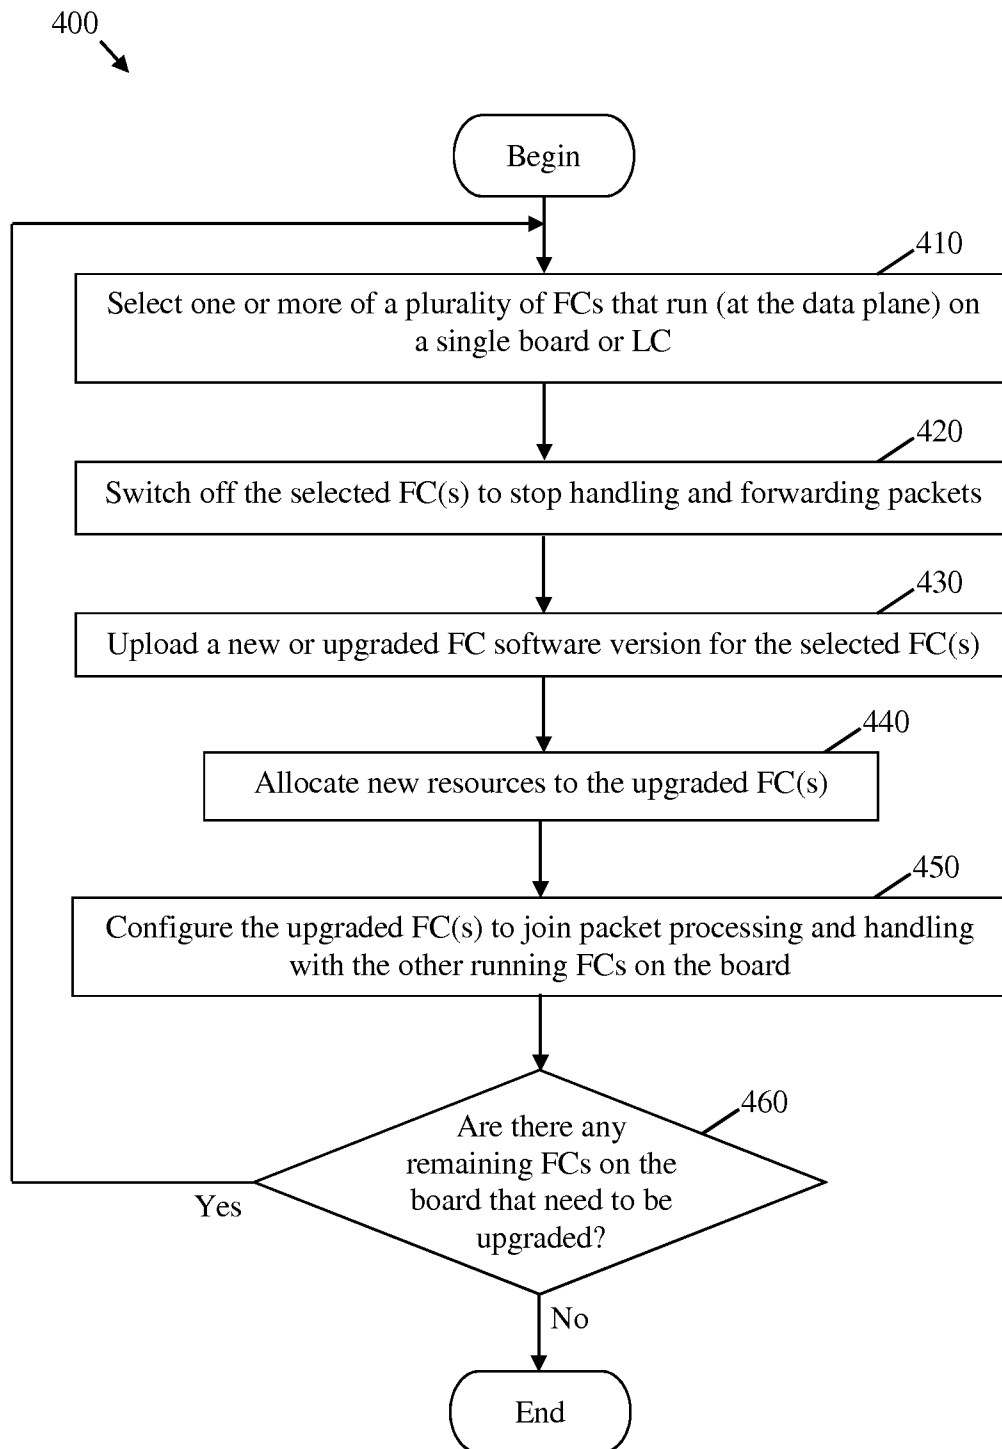 400
Begin
410
Select one or more of a plurality of FCs that run (at the data plane) on
a single board or LC
420
Switch off the selected FC(s) to stop handling and forwarding packets
430
Upload a new or upgraded FC software version for the selected FC(s)
440
Allocate new resources to the upgraded FC(s)
450
Configure the upgraded FC(s) to join packet processing and handling
with the other running FCs on the board
460
Are there any
remaining FCs on the
board that need to be
upgraded?
Yes
No
End